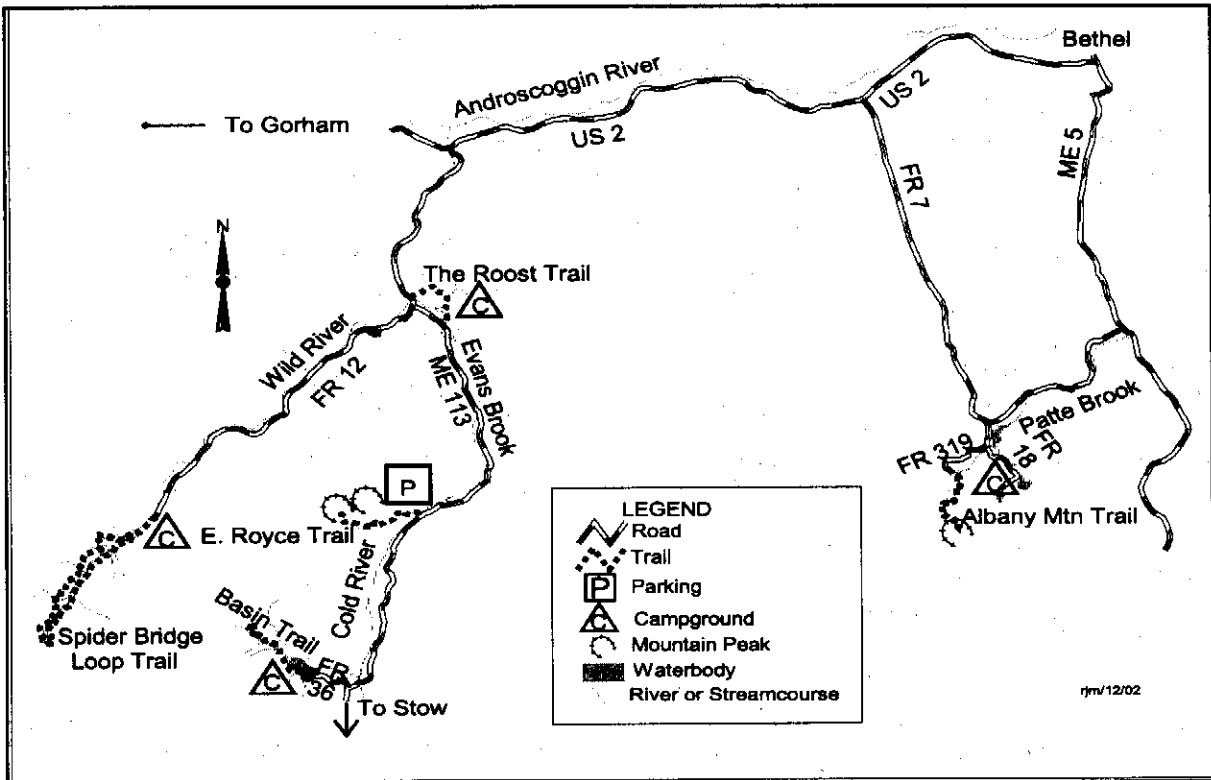 Bethel
Androscoggin River
US 2
To Gorham
US 2
ME 5
FR 7
N
The Roost Trail
C
Wild River
FR 12
Evans Brook
ME 113
Patte Brook
FR 319
FR 18
C
P
Albany Mtn Trail
E. Royce Trail
C
Cold River
Basin Trail
Spider Bridge
Loop Trail
FR 36
C
To Stow
LEGEND
Road
Trail
P Parking
C Campground
Mountain Peak
Waterbody
River or Streamcourse
rjm/12/02